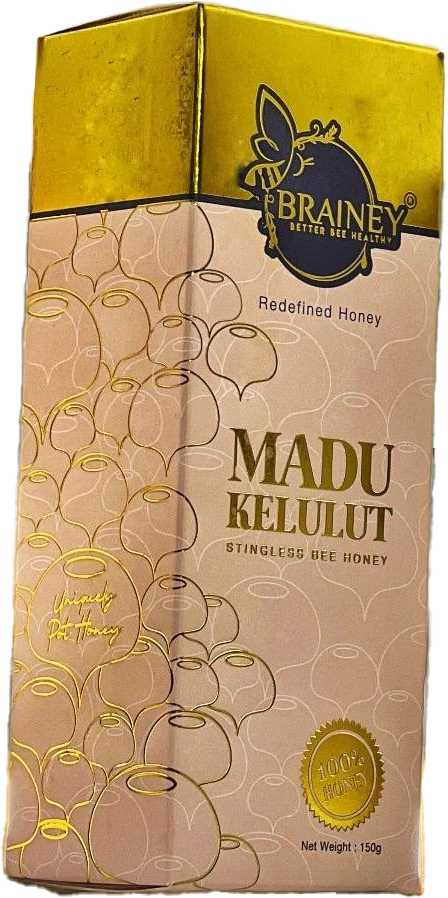 BRAINEY®
BETTER BEE HEALTHY
Redefined Honey
MADU
KELULUT
STINGLESS BEE HONEY
Uniquely
Pot Honey
100%
HONEY
Net Weight : 150g